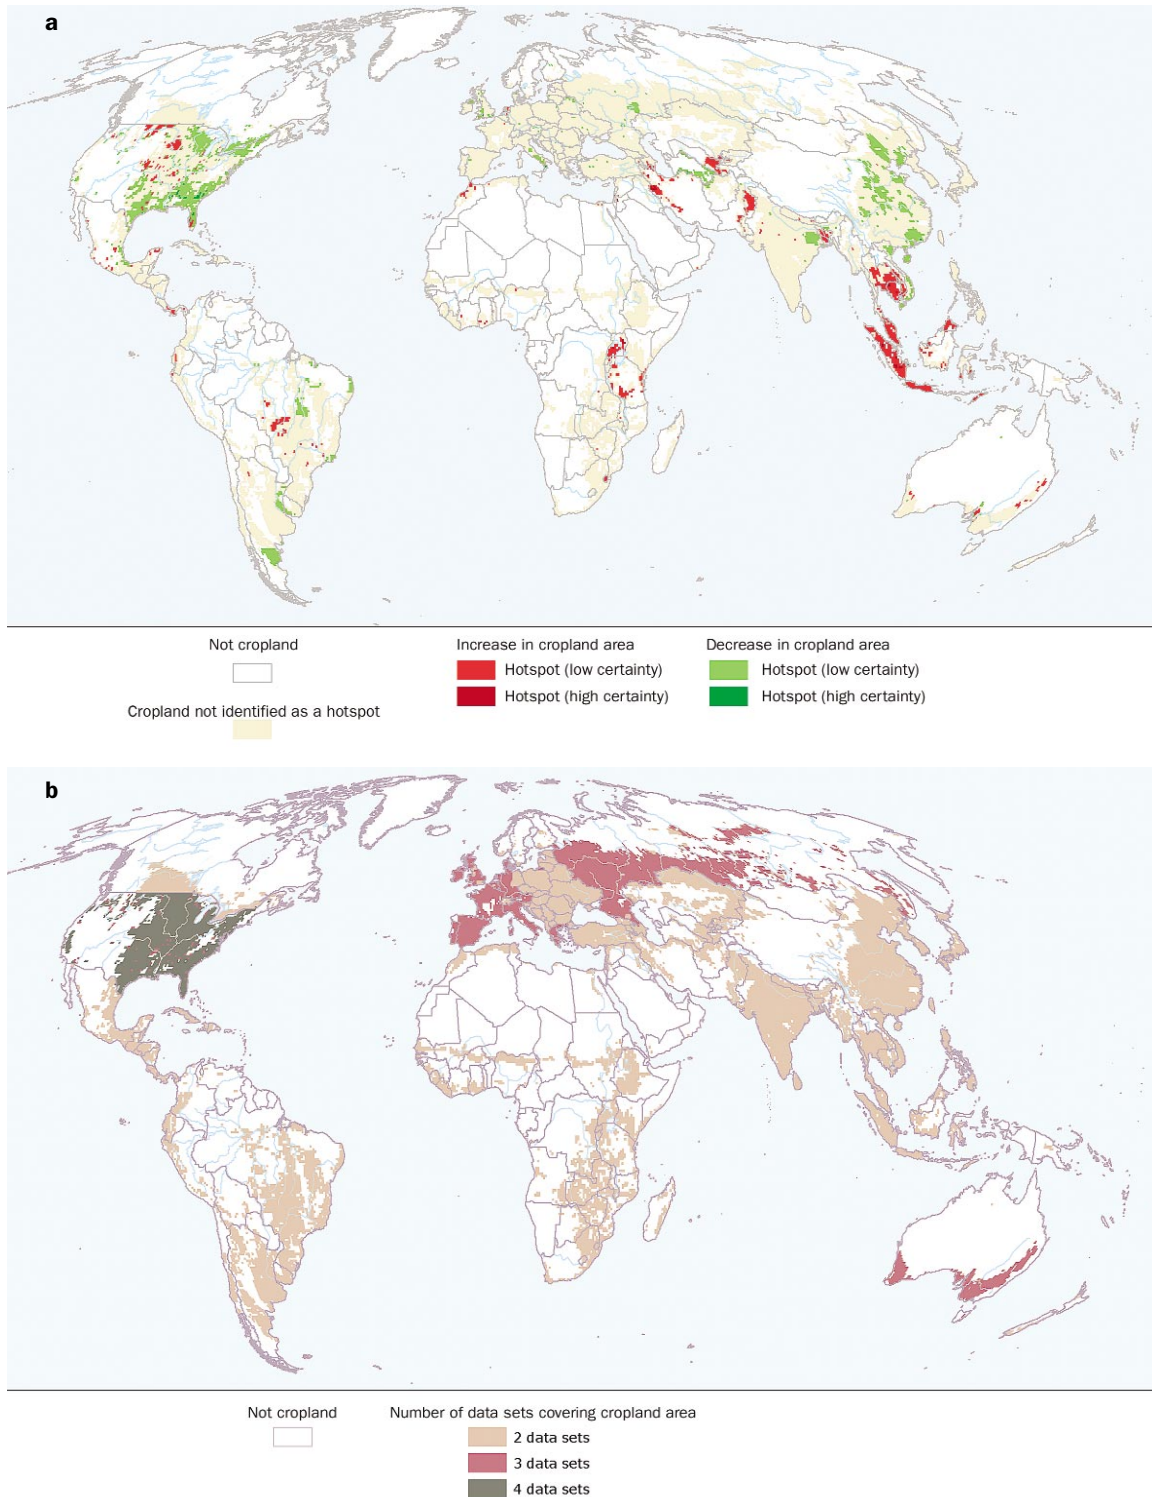 a
Not cropland
Increase in cropland area
Decrease in cropland area
Hotspot (low certainty)
Hotspot (low certainty)
Hotspot (high certainty)
Hotspot (high certainty)
Cropland not identified as a hotspot
b
Not cropland
Number of data sets covering cropland area
2 data sets
3 data sets
4 data sets